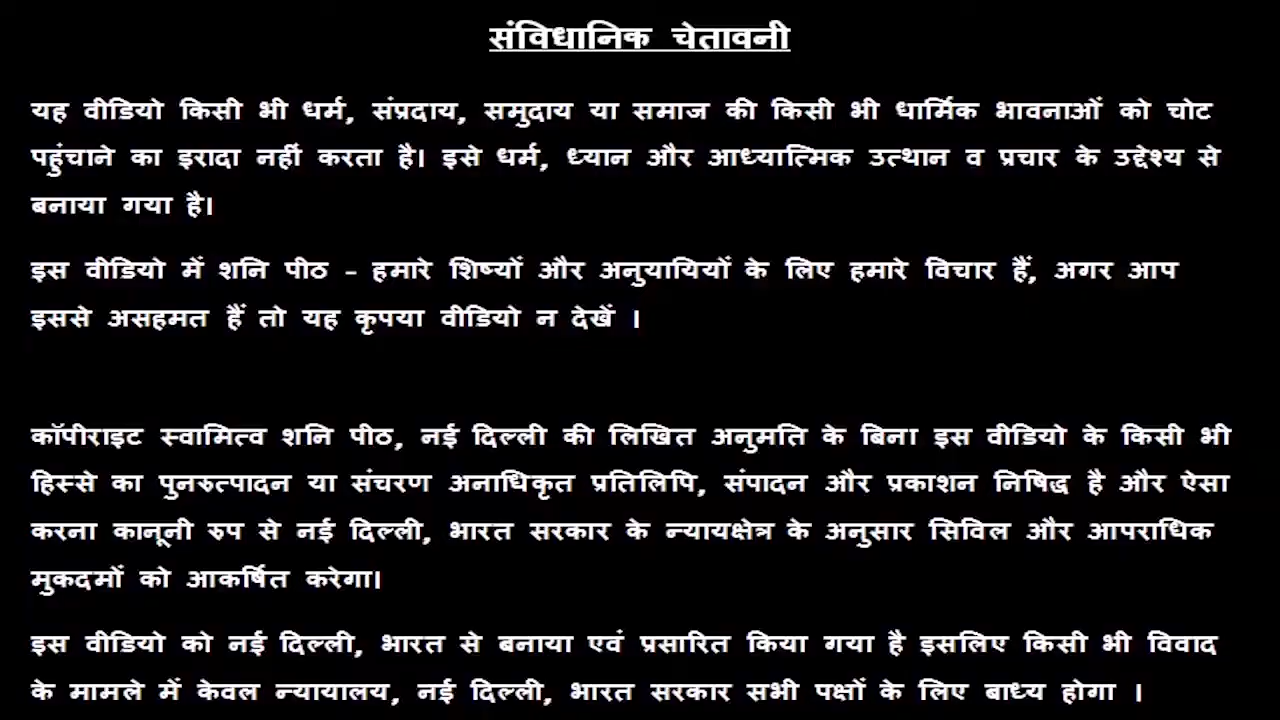 संविधानिक चेतावनी
यह वीडियो किसी भी धर्म, संप्रदाय, समुदाय या समाज की किसी भी धार्मिक भावनाओं को चोट
पहुंचाने का इरादा नहीं करता है। इसे धर्म, ध्यान और आध्यात्मिक उत्थान व प्रचार के उद्देश्य से
बनाया गया है।
इस वीडियो में शनि पीठ – हमारे शिष्यों और अनुयायियों के लिए हमारे विचार हैं, अगर आप
इससे असहमत हैं तो यह कृपया वीडियो न देखें ।
कॉपीराइट स्वामित्व शनि पीठ, नई दिल्ली की लिखित अनुमति के बिना इस वीडियो के किसी भी
हिस्से का पुनरुत्पादन या संचरण अनाधिकृत प्रतिलिपि, संपादन और प्रकाशन निषिद्ध है और ऐसा
करना कानूनी रुप से नई दिल्ली, भारत सरकार के न्यायक्षेत्र के अनुसार सिविल और आपराधिक
मुकदमों को आकर्षित करेगा।
इस वीडियो को नई दिल्ली, भारत से बनाया एवं प्रसारित किया गया है इसलिए किसी भी विवाद
के मामले में केवल न्यायालय, नई दिल्ली, भारत सरकार सभी पक्षों के लिए बाध्य होगा ।